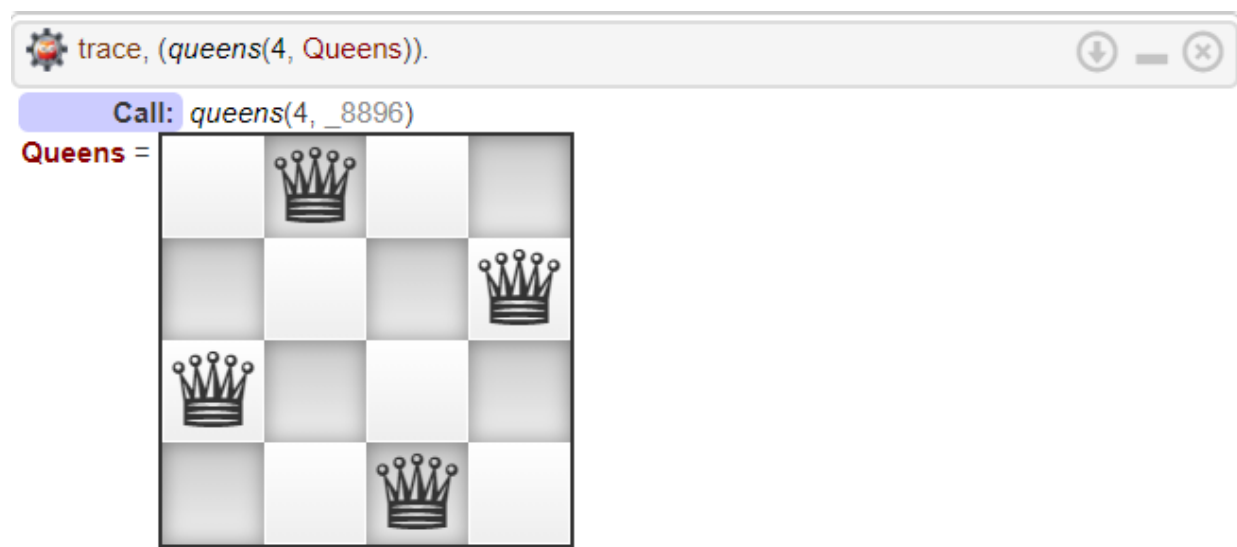 trace, (queens(4, Queens)).
Call: queens(4, _8896)
Queens =